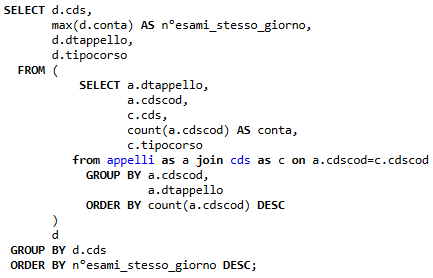 SELECT d.cds,
max(d.conta) AS n°esami_stesso_giorno,
d.dtappello,
d.tipocorso
FROM (
SELECT a.dtappello,
a.cdscod,
c.cds,
count(a.cdscod) AS conta,
c.tipocorso
from appelli as a join cds as c on a.cdscod=c.cdscod
GROUP BY a.cdscod,
a.dtappello
ORDER BY count(a.cdscod) DESC
)
d
GROUP BY d.cds
ORDER BY n°esami_stesso_giorno DESC;